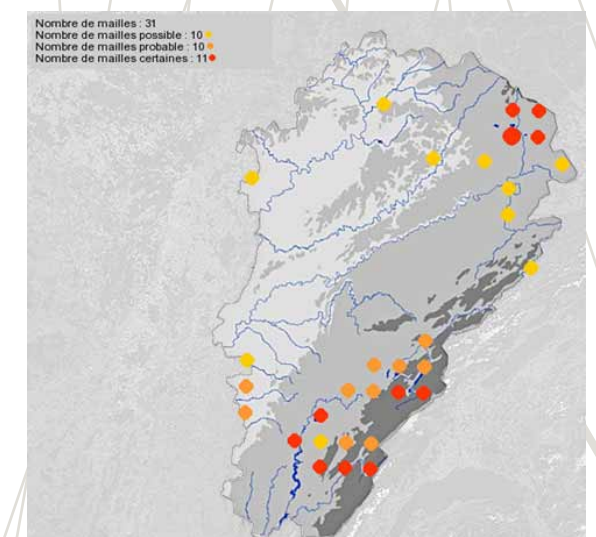 Nombre de mailles : 31
Nombre de mailles possible : 10
Nombre de mailles probable : 10
Nombre de mailles certaines : 11